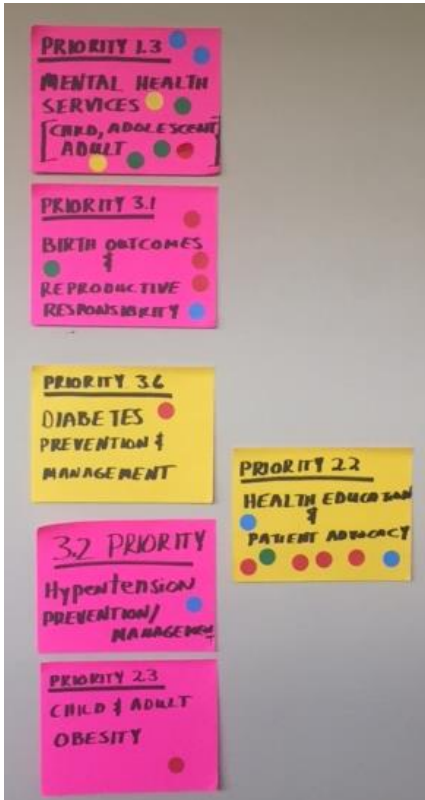 PRIORITY 1.3
MENTAL HEALTH
SERVICES
[CHILD, ADOLESCENT]
ADULT
PRIORITY 3.1
BIRTH OUTCOMES
&
REPRODUCTIVE
RESPONSIBILITY
PRIORITY 3.6
DIABETES
PREVENTION &
MANAGEMENT
PRIORITY 2.2
HEALTH EDUCATION
&
PATIENT ADVOCACY
3.2 PRIORITY
Hypertension
PREVENTION/
MANAGEMENT
PRIORITY 2.3
CHILD & ADULT
OBESITY